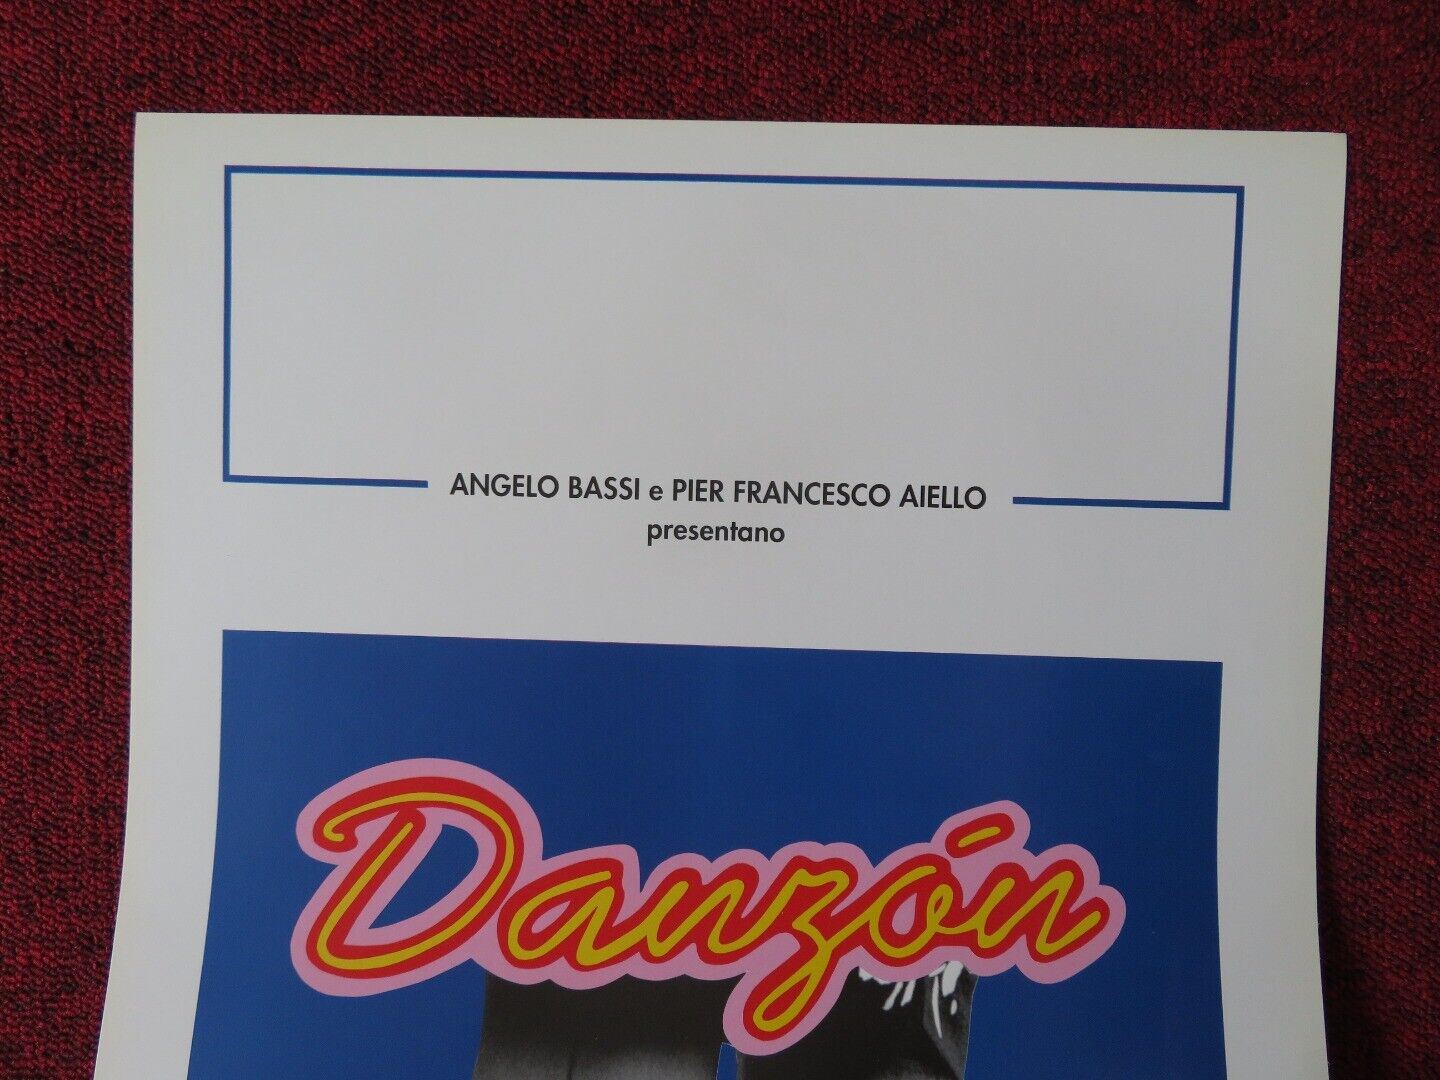 ANGELO BASSI e PIER FRANCESCO AIELLO
presentano
Danzón